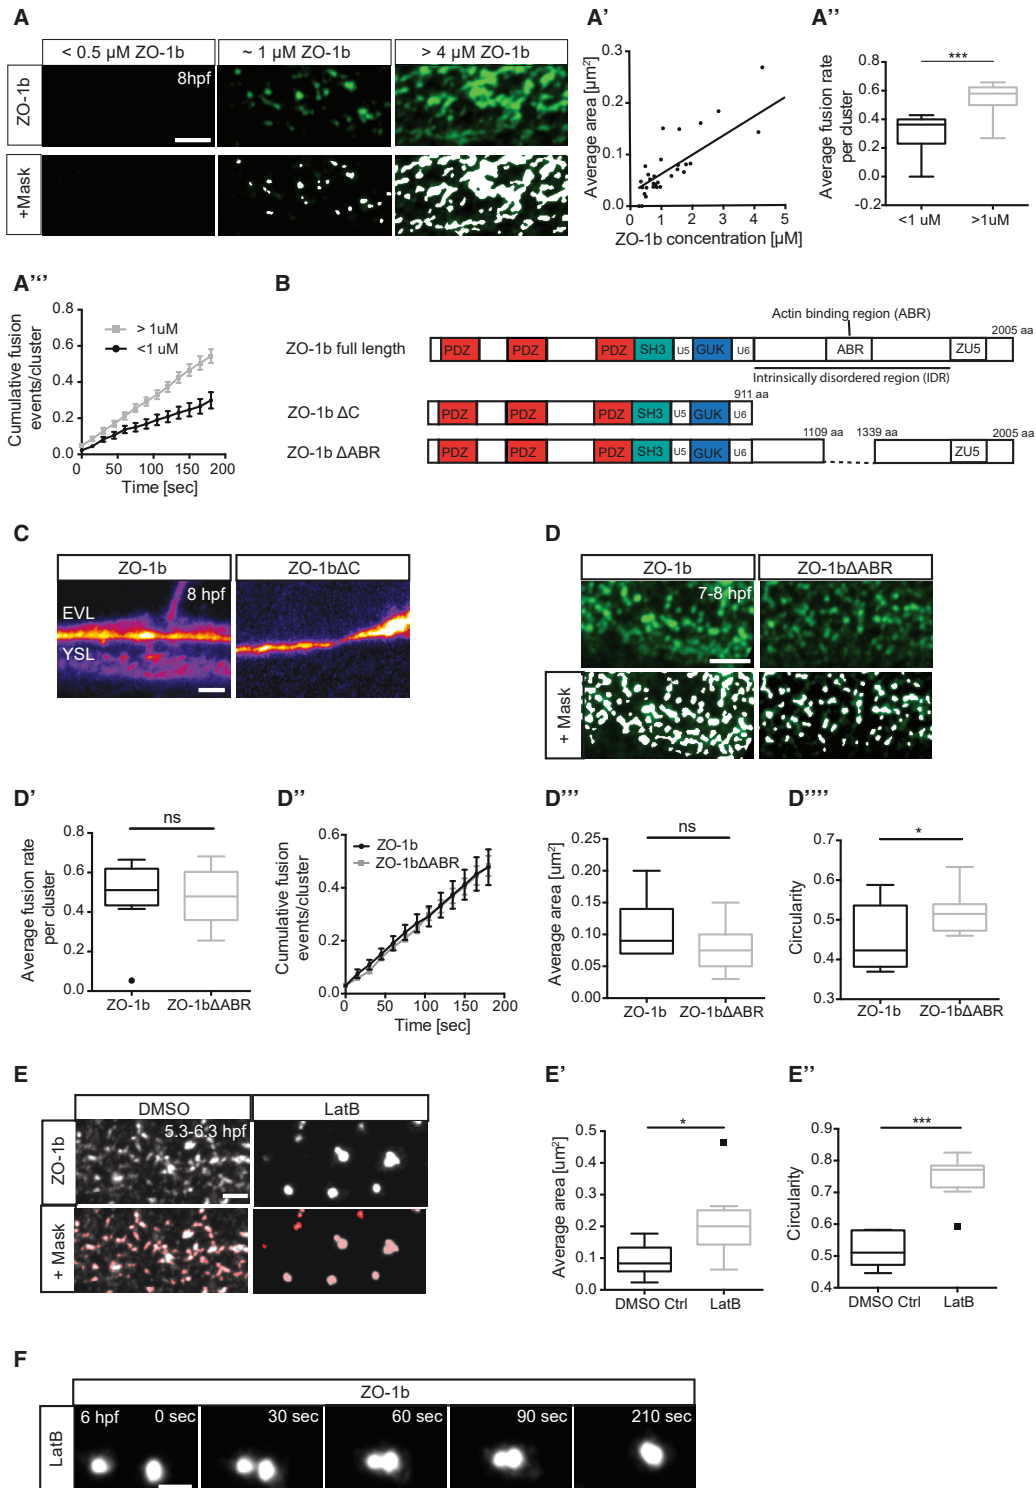 A
< 0.5 µM ZO-1b
~ 1 µM ZO-1b
> 4 µM ZO-1b
ZO-1b
8hpf
+Mask
A'
Average area [µm²]
0.3
0.2
0.1
0.0
0 1 2 3 4 5
ZO-1b concentration [µM]
A''
Average fusion rate
per cluster
***
0.8
0.6
0.4
0.2
0.0
-0.2
<1 uM
>1uM
A'''
Cumulative fusion
events/cluster
0.8
0.6
0.4
0.2
0.0
> 1uM
<1 uM
0 50 100 150 200
Time [sec]
B
Actin binding region (ABR)
2005 aa
ZO-1b full length
PDZ PDZ PDZ SH3 U5 GUK U6 ABR ZU5
Intrinsically disordered region (IDR)
911 aa
ZO-1b ΔC
PDZ PDZ PDZ SH3 U5 GUK U6
1109 aa 1339 aa 2005 aa
ZO-1b ΔABR
PDZ PDZ PDZ SH3 U5 GUK U6 ZU5
C
ZO-1b
ZO-1bΔC
8 hpf
EVL
YSL
D
ZO-1b
ZO-1bΔABR
7-8 hpf
+ Mask
D'
Average fusion rate
per cluster
ns
0.8
0.6
0.4
0.2
0.0
ZO-1b ZO-1bΔABR
D''
Cumulative fusion
events/cluster
0.6
0.4
0.2
0.0
ZO-1b
ZO-1bΔABR
0 50 100 150 200
Time [sec]
D'''
Average area [um²]
ns
0.25
0.20
0.15
0.10
0.05
0.00
ZO-1b ZO-1bΔABR
D''''
Circularity
*
0.7
0.6
0.5
0.4
0.3
ZO-1b ZO-1bΔABR
E
DMSO
LatB
ZO-1b
5.3-6.3 hpf
+ Mask
E'
Average area [um²]
*
0.5
0.4
0.3
0.2
0.1
0.0
DMSO Ctrl LatB
E''
Circularity
***
0.9
0.8
0.7
0.6
0.5
0.4
DMSO Ctrl LatB
F
ZO-1b
LatB
6 hpf 0 sec
30 sec
60 sec
90 sec
210 sec